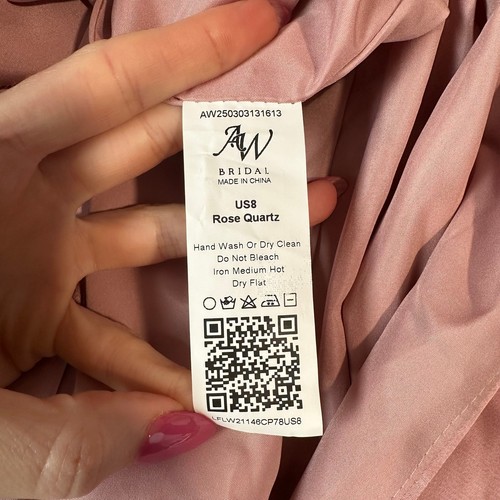 AW250303131613
AW
BRIDAL
MADE IN CHINA
US8
Rose Quartz
Hand Wash Or Dry Clean
Do Not Bleach
Iron Medium Hot
Dry Flat
LFLW21146CP78US8